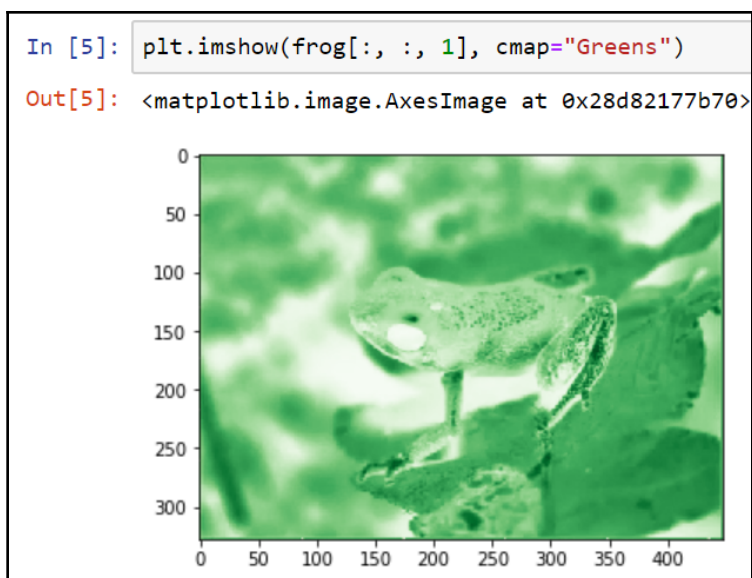 In [5]: plt.imshow(frog[:, :, 1], cmap="Greens")
Out[5]: <matplotlib.image.AxesImage at 0x28d82177b70>
0
50
100
150
200
250
300
0 50 100 150 200 250 300 350 400